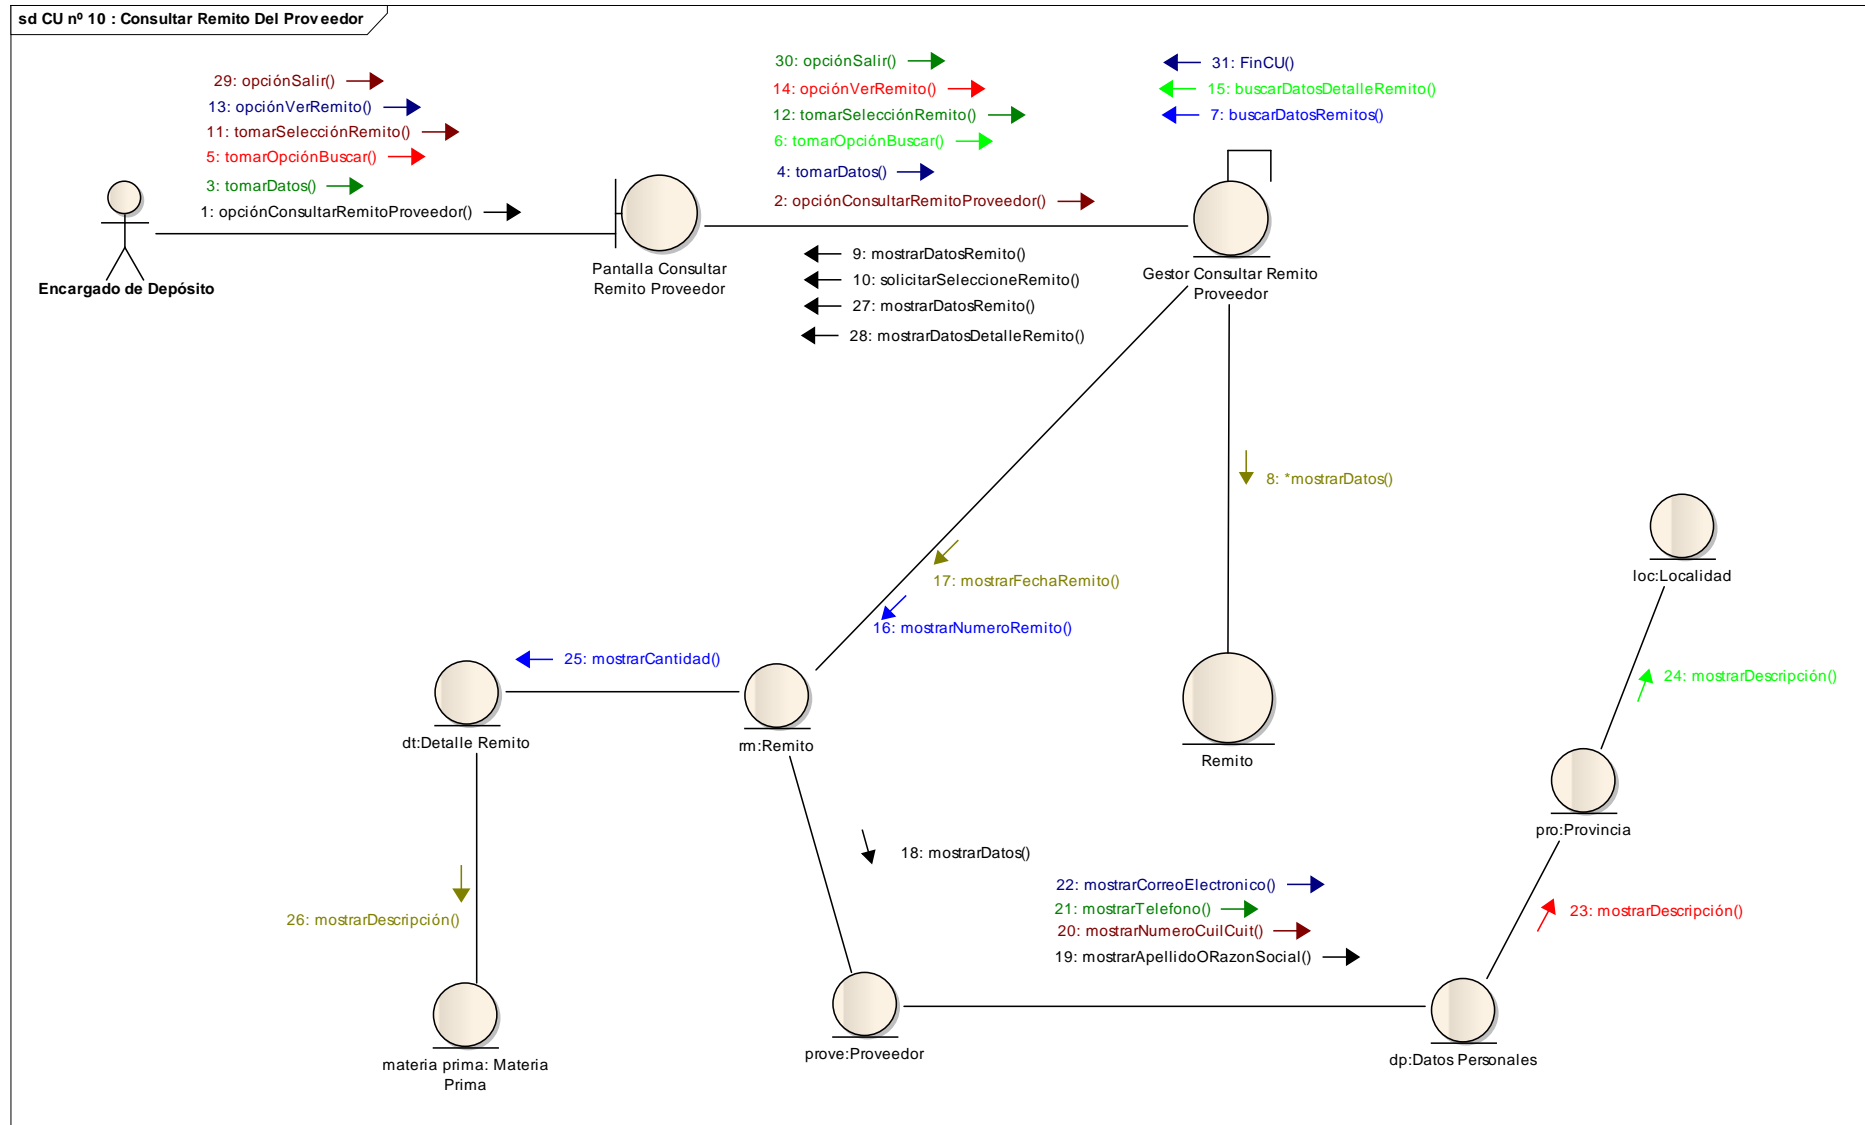 sd CU nº 10 : Consultar Remito Del Proveedor
29: opciónSalir()
13: opciónVerRemito()
11: tomarSelecciónRemito()
5: tomarOpciónBuscar()
3: tomarDatos()
1: opciónConsultarRemitoProveedor()
30: opciónSalir()
14: opciónVerRemito()
12: tomarSelecciónRemito()
6: tomarOpciónBuscar()
4: tomarDatos()
2: opciónConsultarRemitoProveedor()
31: FinCU()
15: buscarDatosDetalleRemito()
7: buscarDatosRemitos()
Encargado de Depósito
Pantalla Consultar
Remito Proveedor
Gestor Consultar Remito
Proveedor
9: mostrarDatosRemito()
10: solicitarSeleccioneRemito()
27: mostrarDatosRemito()
28: mostrarDatosDetalleRemito()
8: *mostrarDatos()
17: mostrarFechaRemito()
16: mostrarNumeroRemito()
loc:Localidad
25: mostrarCantidad()
24: mostrarDescripción()
dt:Detalle Remito
rm:Remito
Remito
pro:Provincia
18: mostrarDatos()
26: mostrarDescripción()
22: mostrarCorreoElectronico()
21: mostrarTelefono()
20: mostrarNumeroCuilCuit()
19: mostrarApellidoORazonSocial()
23: mostrarDescripción()
materia prima: Materia
Prima
prove:Proveedor
dp:Datos Personales